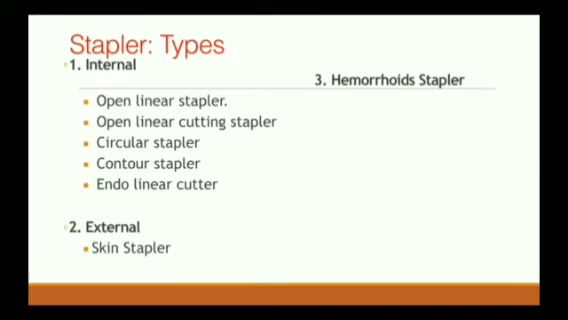 Stapler: Types
1. Internal
3. Hemorrhoids Stapler
Open linear stapler.
Open linear cutting stapler
Circular stapler
Contour stapler
Endo linear cutter
2. External
Skin Stapler